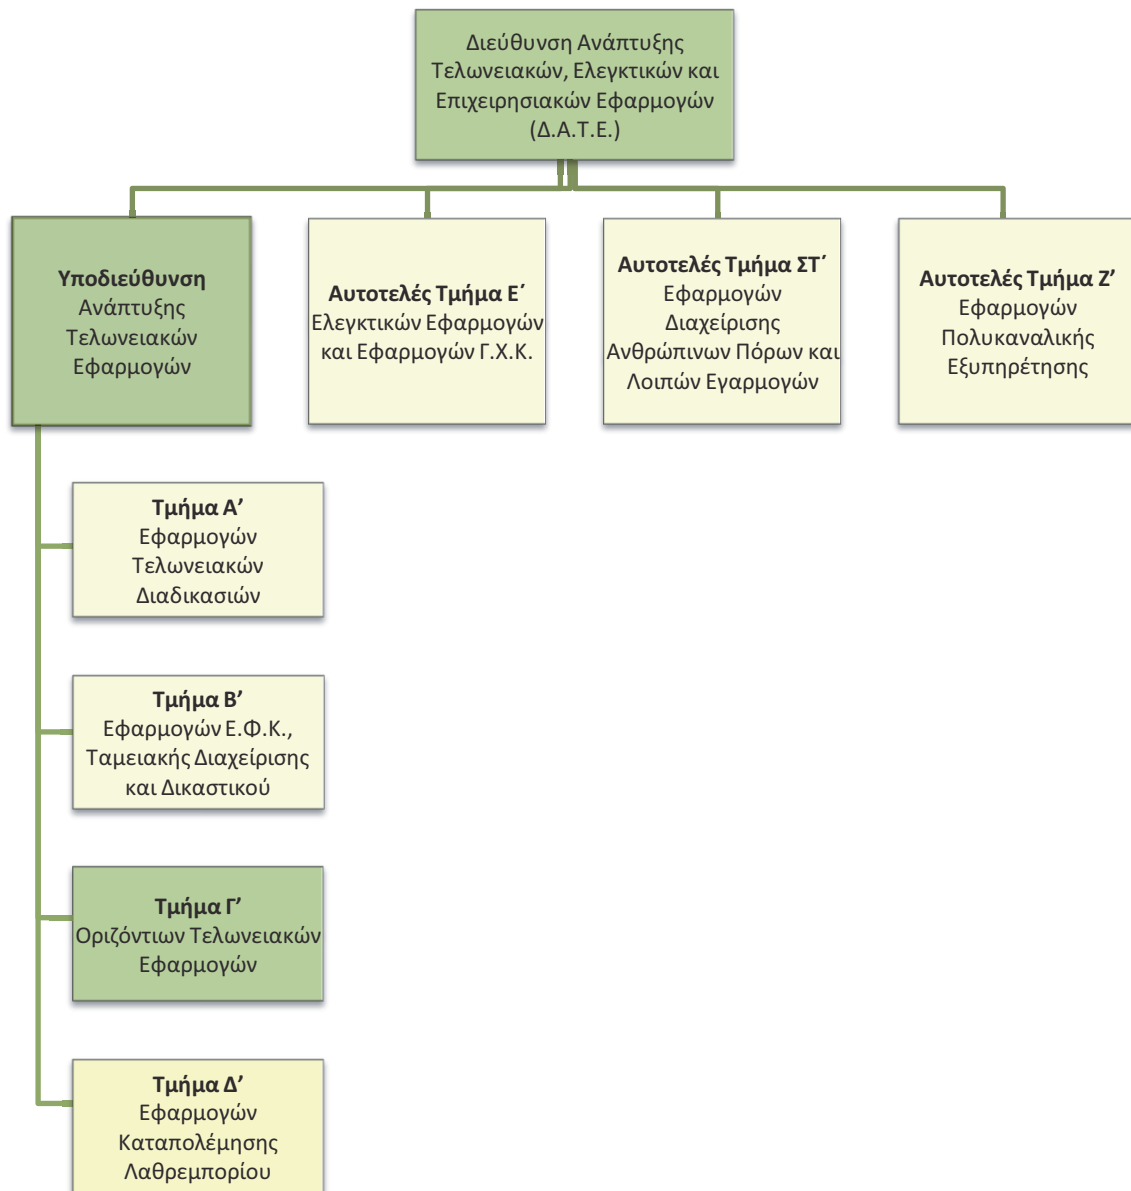 Διεύθυνση Ανάπτυξης
Τελωνειακών, Ελεγκτικών και
Επιχειρησιακών Εφαρμογών
(Δ.Α.Τ.Ε.)
Υποδιεύθυνση
Ανάπτυξης
Τελωνειακών
Εφαρμογών
Αυτοτελές Τμήμα Ε΄
Ελεγκτικών Εφαρμογών
και Εφαρμογών Γ.Χ.Κ.
Αυτοτελές Τμήμα ΣΤ΄
Εφαρμογών
Διαχείρισης
Ανθρώπινων Πόρων και
Λοιπών Εγαρμογών
Αυτοτελές Τμήμα Ζ’
Εφαρμογών
Πολυκαναλικής
Εξυπηρέτησης
Τμήμα Α’
Εφαρμογών
Τελωνειακών
Διαδικασιών
Τμήμα Β’
Εφαρμογών Ε.Φ.Κ.,
Ταμειακής Διαχείρισης
και Δικαστικού
Τμήμα Γ’
Οριζόντιων Τελωνειακών
Εφαρμογών
Τμήμα Δ’
Εφαρμογών
Καταπολέμησης
Λαθρεμπορίου